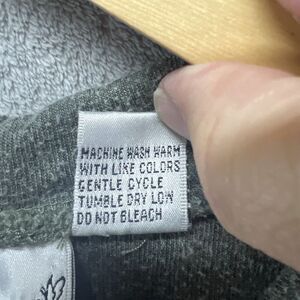 MACHINE WASH WARM
WITH LIKE COLORS
GENTLE CYCLE
TUMBLE DRY LOW
DO NOT BLEACH